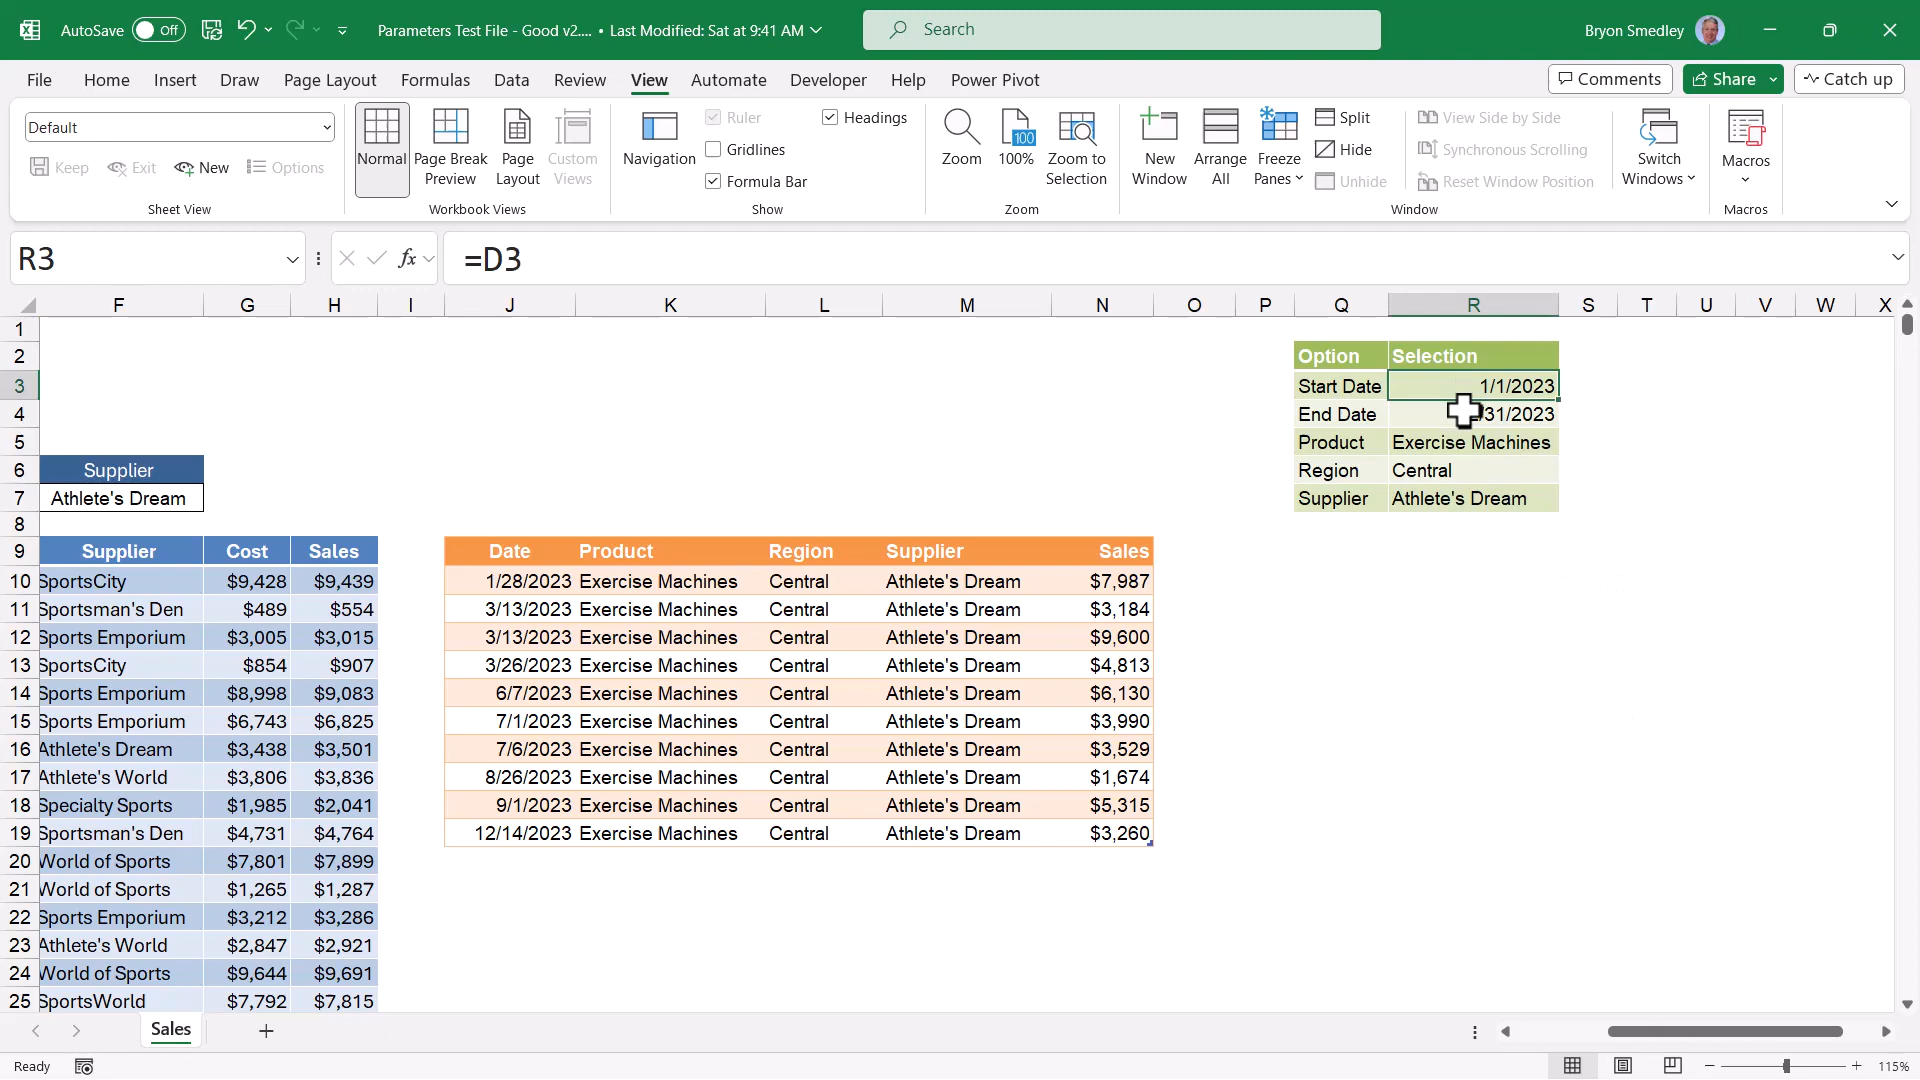 AutoSave Off Parameters Test File - Good v2.... • Last Modified: Sat at 9:41 AM Search Bryon Smedley
File Home Insert Draw Page Layout Formulas Data Review View Automate Developer Help Power Pivot Comments Share Catch up
Default
Keep Exit New Options
Sheet View
Normal Page Break Preview Page Layout Custom Views
Workbook Views
Navigation Ruler Gridlines Formula Bar Headings
Show
Zoom 100 100% Zoom to Selection
Zoom
New Window Arrange All Freeze Panes Split Hide Unhide View Side by Side Synchronous Scrolling Reset Window Position Switch Windows
Window
Macros
Macros
R3 fx =D3
F G H I J K L M N O P Q R S T U V W X
1
2 Option Selection
3 Start Date 1/1/2023
4 End Date /31/2023
5 Product Exercise Machines
6 Supplier Region Central
7 Athlete's Dream Supplier Athlete's Dream
8
9 Supplier Cost Sales Date Product Region Supplier Sales
10 SportsCity $9,428 $9,439 1/28/2023 Exercise Machines Central Athlete's Dream $7,987
11 Sportsman's Den $489 $554 3/13/2023 Exercise Machines Central Athlete's Dream $3,184
12 Sports Emporium $3,005 $3,015 3/13/2023 Exercise Machines Central Athlete's Dream $9,600
13 SportsCity $854 $907 3/26/2023 Exercise Machines Central Athlete's Dream $4,813
14 Sports Emporium $8,998 $9,083 6/7/2023 Exercise Machines Central Athlete's Dream $6,130
15 Sports Emporium $6,743 $6,825 7/1/2023 Exercise Machines Central Athlete's Dream $3,990
16 Athlete's Dream $3,438 $3,501 7/6/2023 Exercise Machines Central Athlete's Dream $3,529
17 Athlete's World $3,806 $3,836 8/26/2023 Exercise Machines Central Athlete's Dream $1,674
18 Specialty Sports $1,985 $2,041 9/1/2023 Exercise Machines Central Athlete's Dream $5,315
19 Sportsman's Den $4,731 $4,764 12/14/2023 Exercise Machines Central Athlete's Dream $3,260
20 World of Sports $7,801 $7,899
21 World of Sports $1,265 $1,287
22 Sports Emporium $3,212 $3,286
23 Athlete's World $2,847 $2,921
24 World of Sports $9,644 $9,691
25 SportsWorld $7,792 $7,815
Sales
Ready 115%